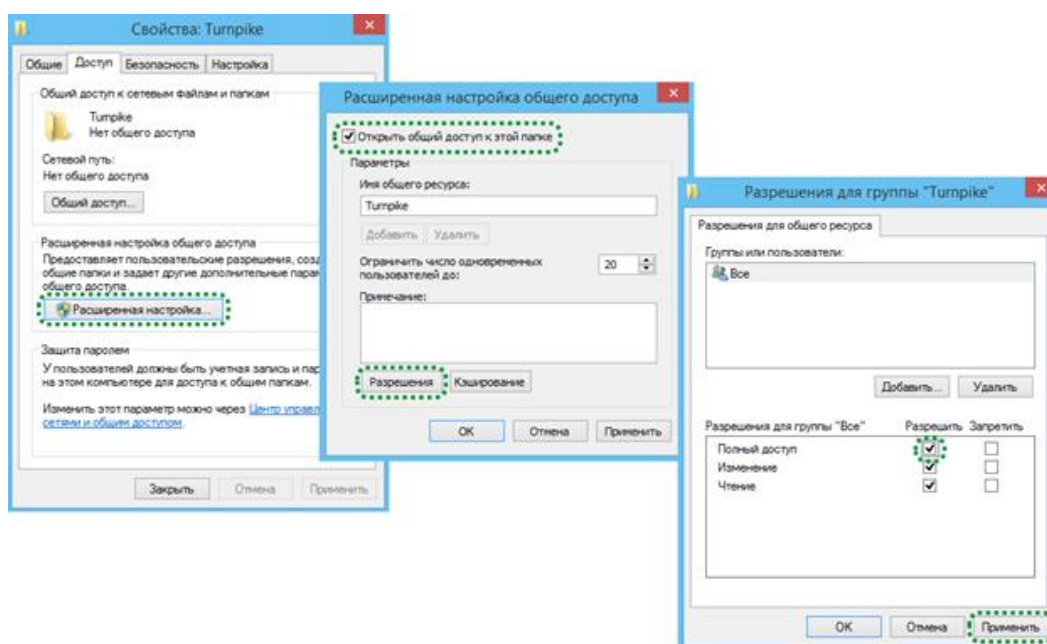 Свойства: Turnpike
Общие Доступ Безопасность Настройка
Общий доступ к сетевым файлам и папкам
Turnpike
Нет общего доступа
Сетевой путь:
Нет общего доступа
Общий доступ...
Расширенная настройка общего доступа
Предоставляет пользовательские разрешения, созд
общие папки и задает другие дополнительные парам
общего доступа.
Расширенная настройка...
Защита паролем
У пользователей должны быть учетная запись и пар
на этом компьютере для доступа к общим папкам.
Изменить этот параметр можно через Центр управл
сетями и общим доступом.
Закрыть Отмена Применить
Расширенная настройка общего доступа
Открыть общий доступ к этой папке
Параметры
Имя общего ресурса:
Turnpike
Добавить Удалить
Ограничить число одновременных
пользователей до:
20
Примечание:
Разрешения Кэширование
ОК Отмена Применить
Разрешения для группы "Turnpike"
Разрешения для общего ресурса
Группы или пользователи:
Все
Добавить... Удалить
Разрешения для группы "Все" Разрешить Запретить
Полный доступ
Изменение
Чтение
ОК Отмена Применить